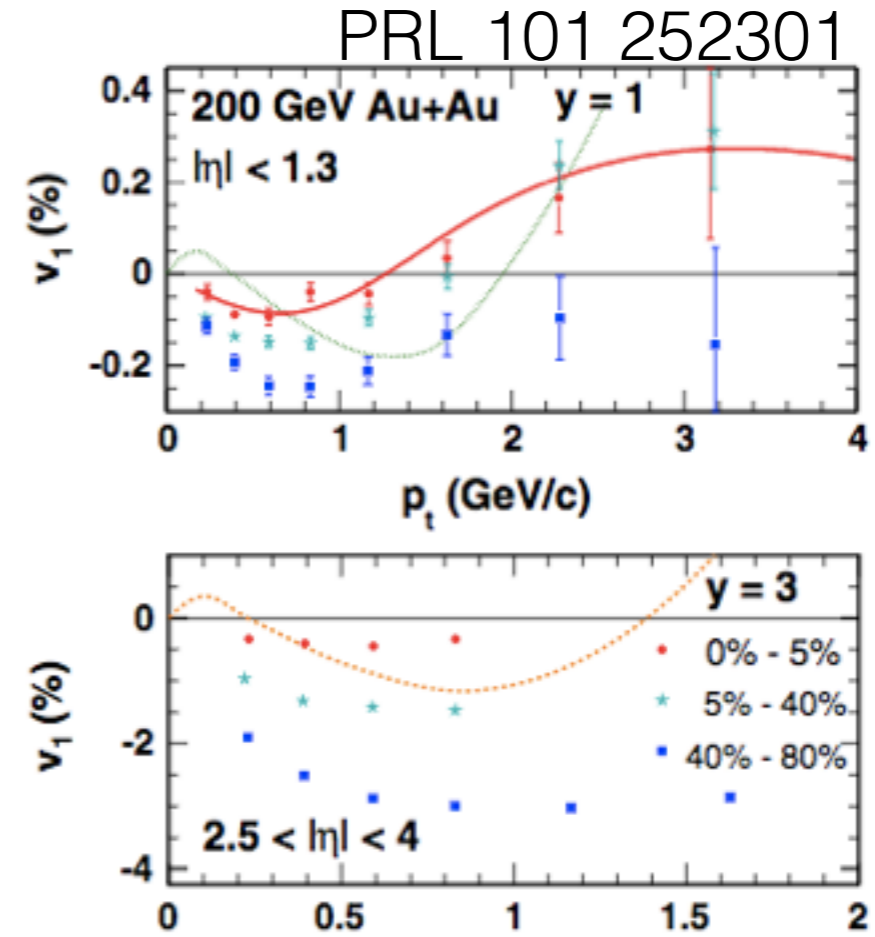 PRL 101 252301
0.4
200 GeV Au+Au y = 1
|η| < 1.3
0.2
v1 (%)
0
-0.2
0 1 2 3 4
pt (GeV/c)
y = 3
0
0% - 5%
5% - 40%
v1 (%)
-2
40% - 80%
2.5 < |η| < 4
-4
0 0.5 1 1.5 2